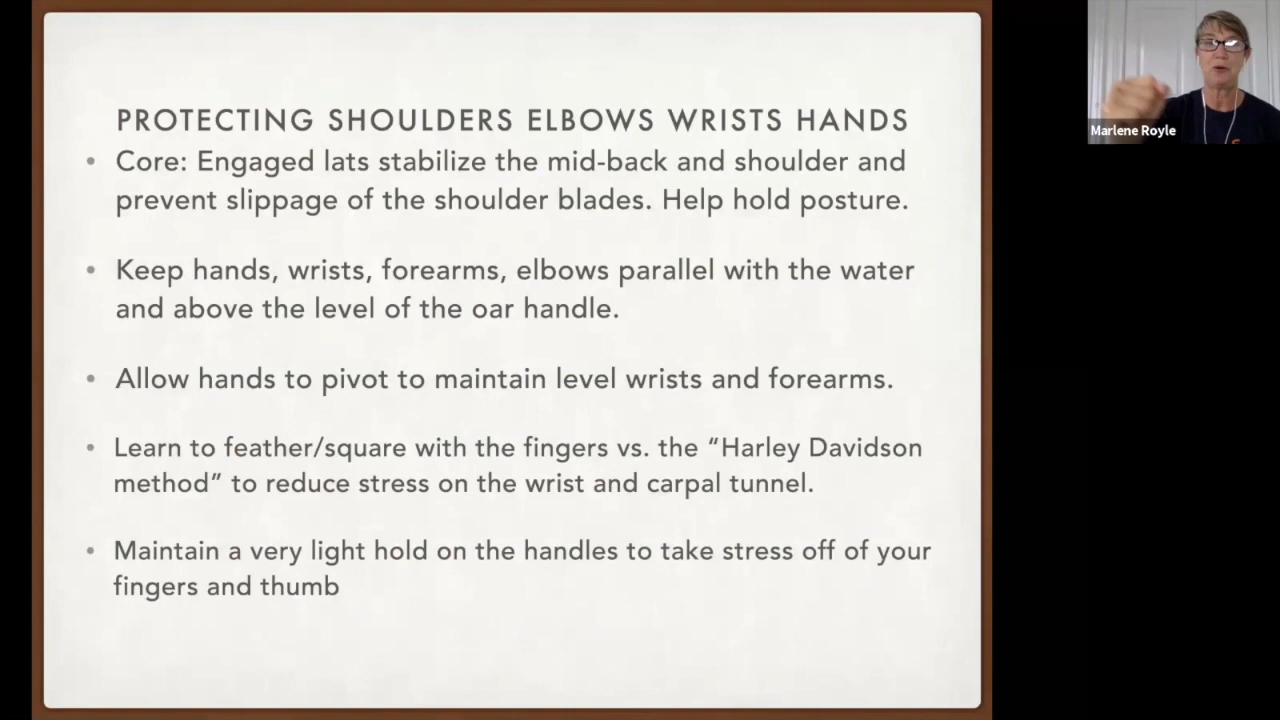 PROTECTING SHOULDERS ELBOWS WRISTS HANDS
• Core: Engaged lats stabilize the mid-back and shoulder and
prevent slippage of the shoulder blades. Help hold posture.
• Keep hands, wrists, forearms, elbows parallel with the water
and above the level of the oar handle.
• Allow hands to pivot to maintain level wrists and forearms.
• Learn to feather/square with the fingers vs. the “Harley Davidson
method” to reduce stress on the wrist and carpal tunnel.
• Maintain a very light hold on the handles to take stress off of your
fingers and thumb
Marlene Royle